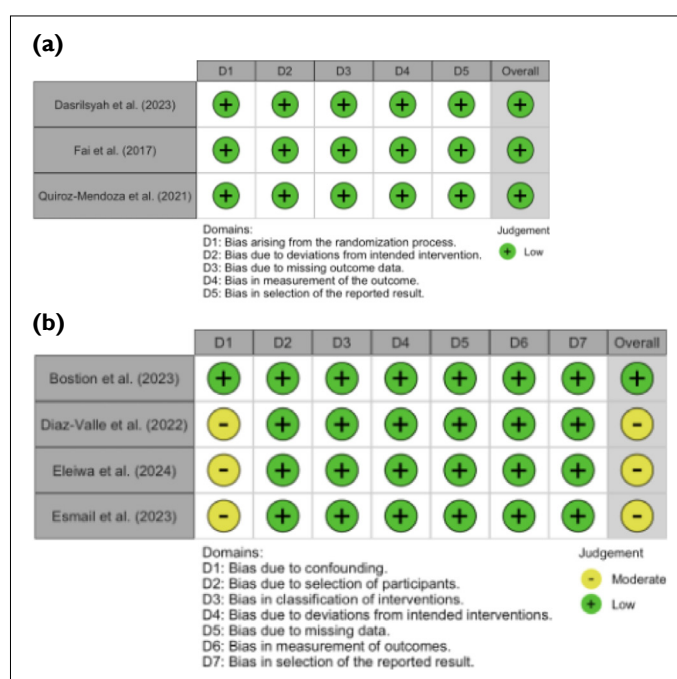 (a)
D1 D2 D3 D4 D5 Overall
Dasrilsyah et al. (2023) + + + + + +
Fai et al. (2017) + + + + + +
Quiroz-Mendoza et al. (2021) + + + + + +
Domains:
D1: Bias arising from the randomization process.
D2: Bias due to deviations from intended intervention.
D3: Bias due to missing outcome data.
D4: Bias in measurement of the outcome.
D5: Bias in selection of the reported result.
Judgement
+ Low
(b)
D1 D2 D3 D4 D5 D6 D7 Overall
Bostion et al. (2023) + + + + + + + +
Diaz-Valle et al. (2022) - + + + + + + -
Eleiwa et al. (2024) - + + + + + + -
Esmail et al. (2023) - + + + + + + -
Domains:
D1: Bias due to confounding.
D2: Bias due to selection of participants.
D3: Bias in classification of interventions.
D4: Bias due to deviations from intended interventions.
D5: Bias due to missing data.
D6: Bias in measurement of outcomes.
D7: Bias in selection of the reported result.
Judgement
- Moderate
+ Low